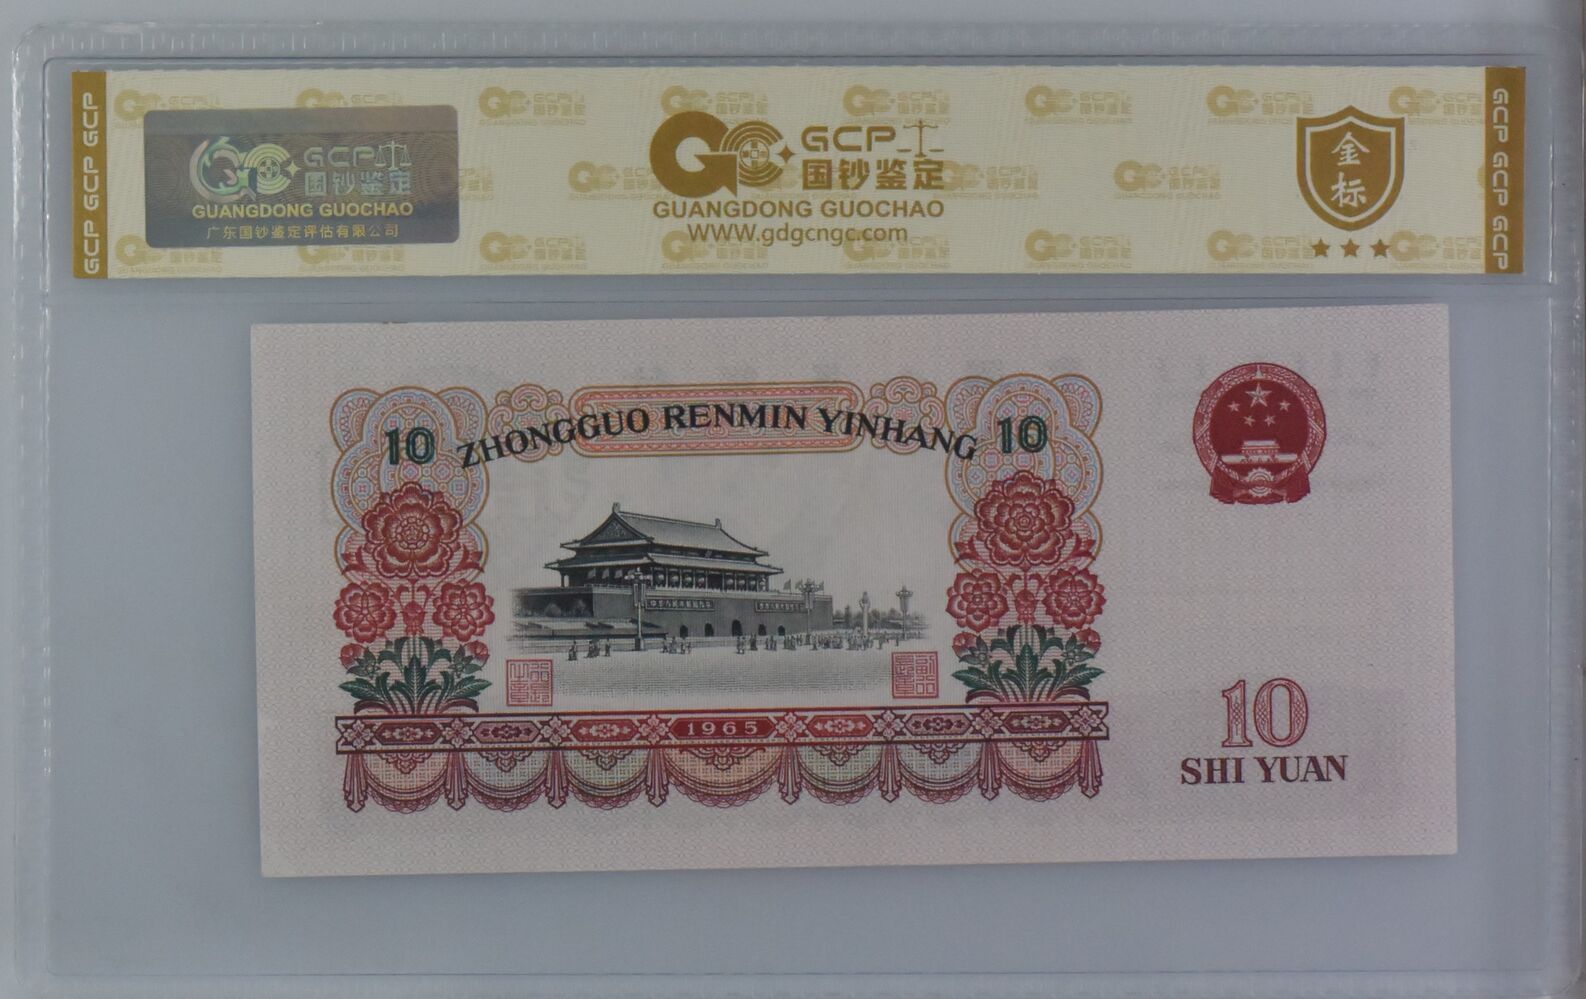 GCP GCP GCP
GCP 国钞鉴定
GUANGDONG GUOCHAO
广东国钞鉴定评估有限公司
GCP
国钞鉴定
GUANGDONG GUOCHAO
WWW.gdgcngc.com
金标
GCP GCP GCP
10 ZHONGGUO RENMIN YINHANG 10
1965
10
SHI YUAN